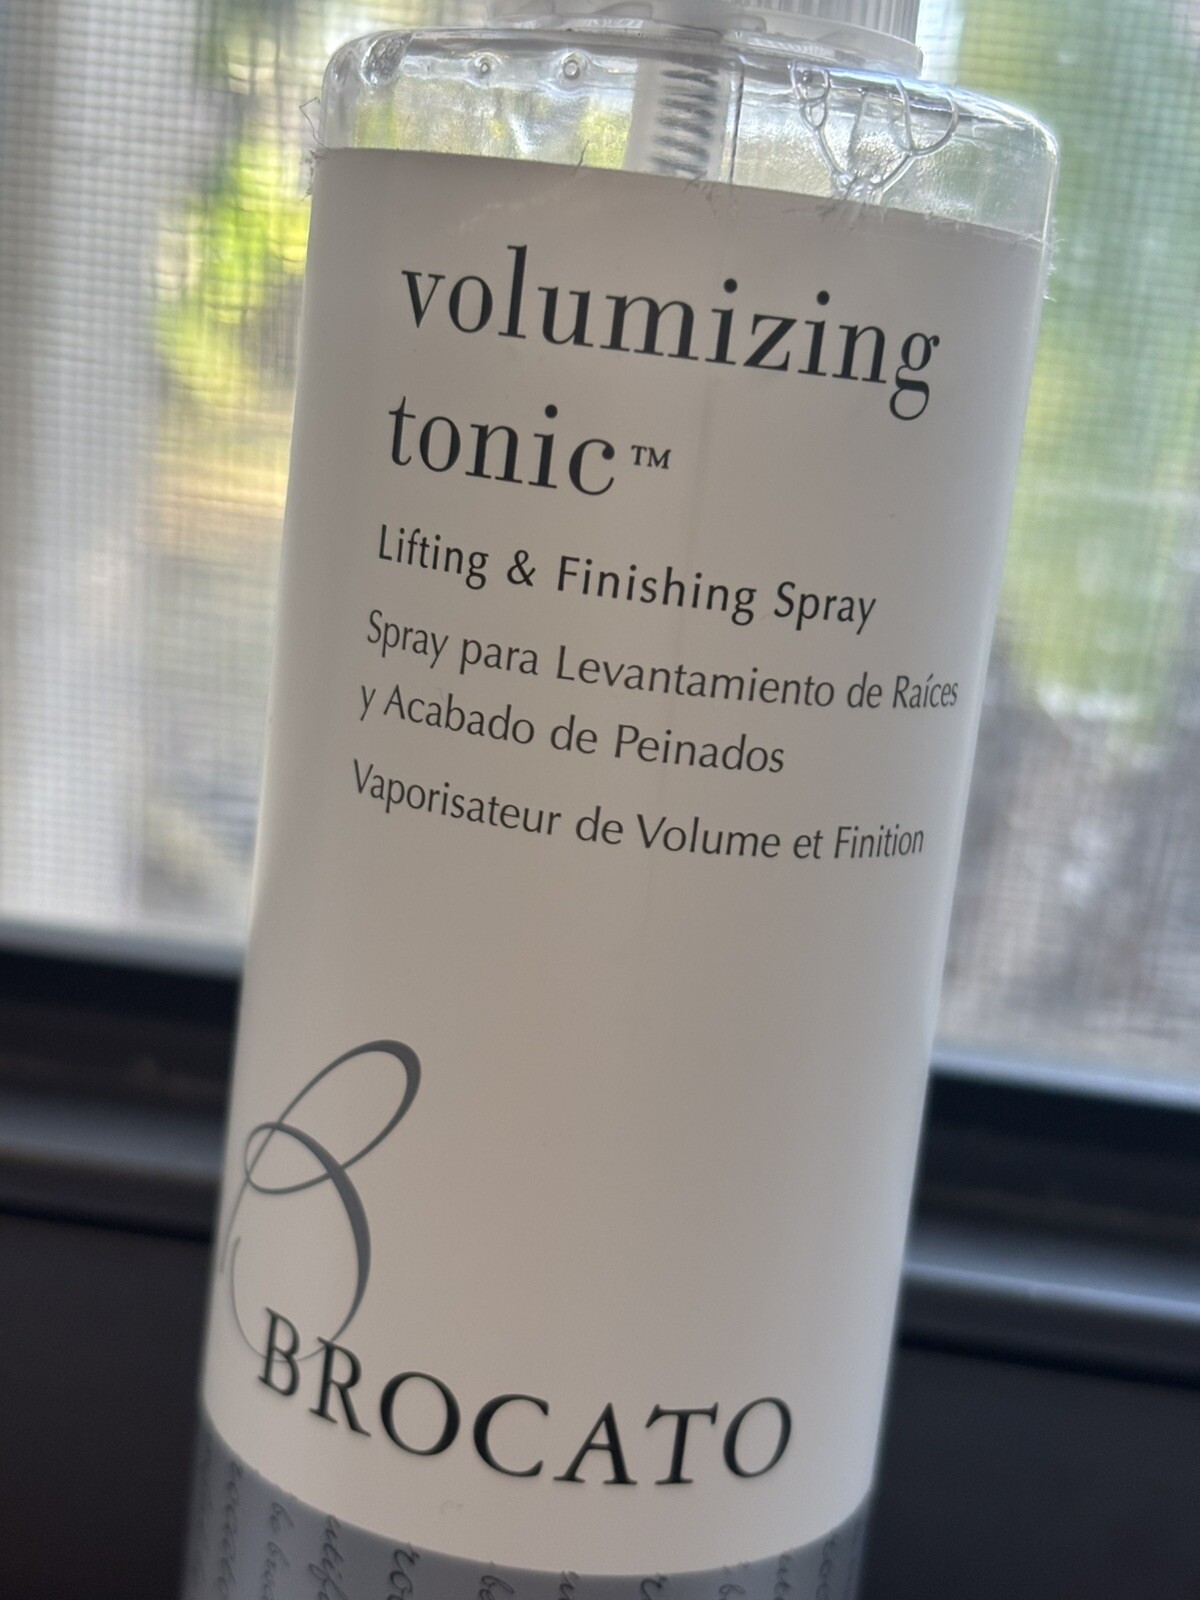 volumizing
tonic™
Lifting & Finishing Spray
Spray para Levantamiento de Raíces
y Acabado de Peinados
Vaporisateur de Volume et Finition
B
BROCATO